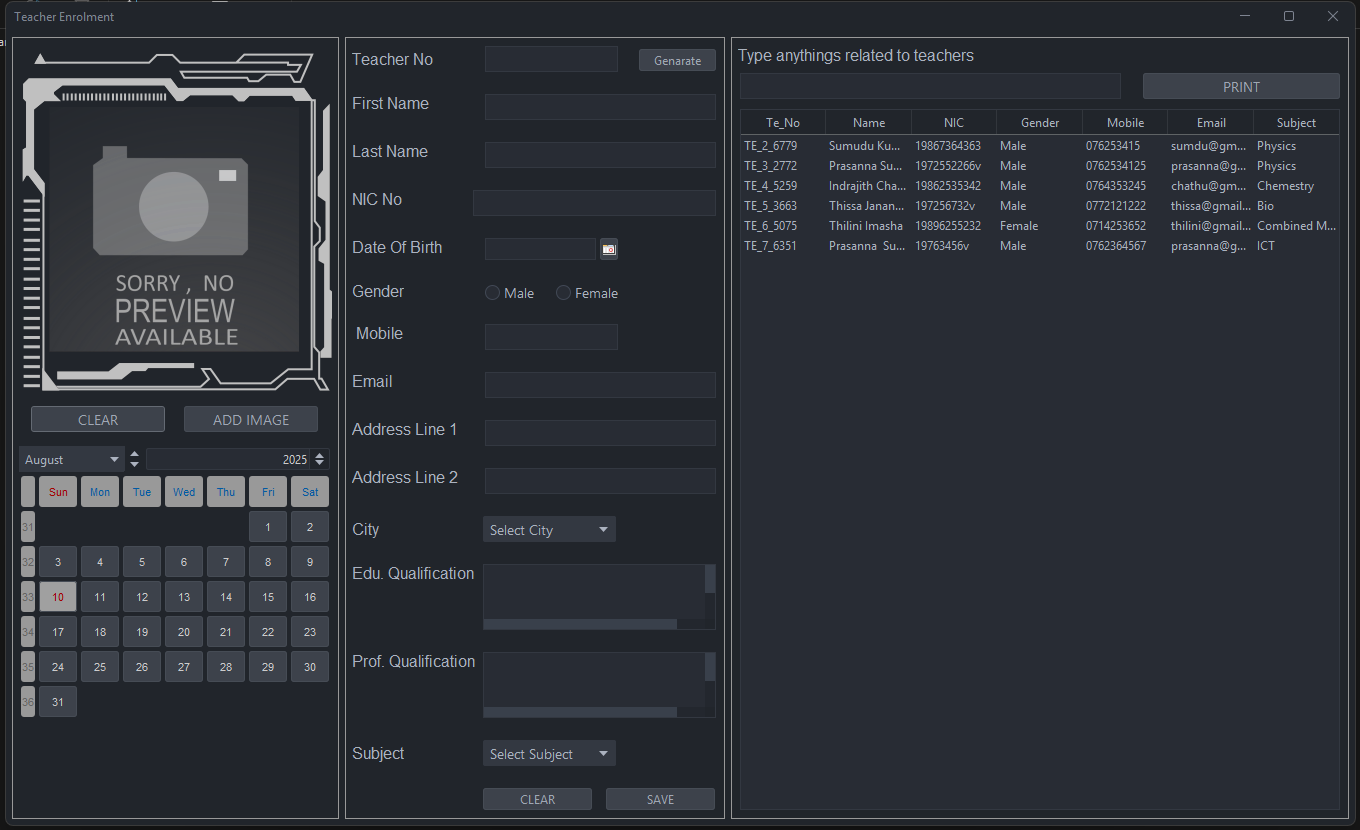 Teacher Enrolment
SORRY , NO
PREVIEW
AVAILABLE
CLEAR ADD IMAGE
August 2025
Sun Mon Tue Wed Thu Fri Sat
31 1 2
32 3 4 5 6 7 8 9
33 10 11 12 13 14 15 16
34 17 18 19 20 21 22 23
35 24 25 26 27 28 29 30
36 31
Teacher No Genarate
First Name
Last Name
NIC No
Date Of Birth
Gender Male Female
Mobile
Email
Address Line 1
Address Line 2
City Select City
Edu. Qualification
Prof. Qualification
Subject Select Subject
CLEAR SAVE
Type anythings related to teachers
PRINT
Te_No Name NIC Gender Mobile Email Subject
TE_2_6779 Sumudu Ku... 19867364363 Male 076253415 sumdu@gm... Physics
TE_3_2772 Prasanna Su... 1972552266v Male 0762534125 prasanna@g... Physics
TE_4_5259 Indrajith Cha... 19862535342 Male 0764353245 chathu@gm... Chemestry
TE_5_3663 Thissa Janan... 197256732v Male 0772121222 thissa@gmail... Bio
TE_6_5075 Thilini Imasha 19896255232 Female 0714253652 thilini@gmail... Combined M...
TE_7_6351 Prasanna Su... 19763456v Male 0762364567 prasanna@g... ICT